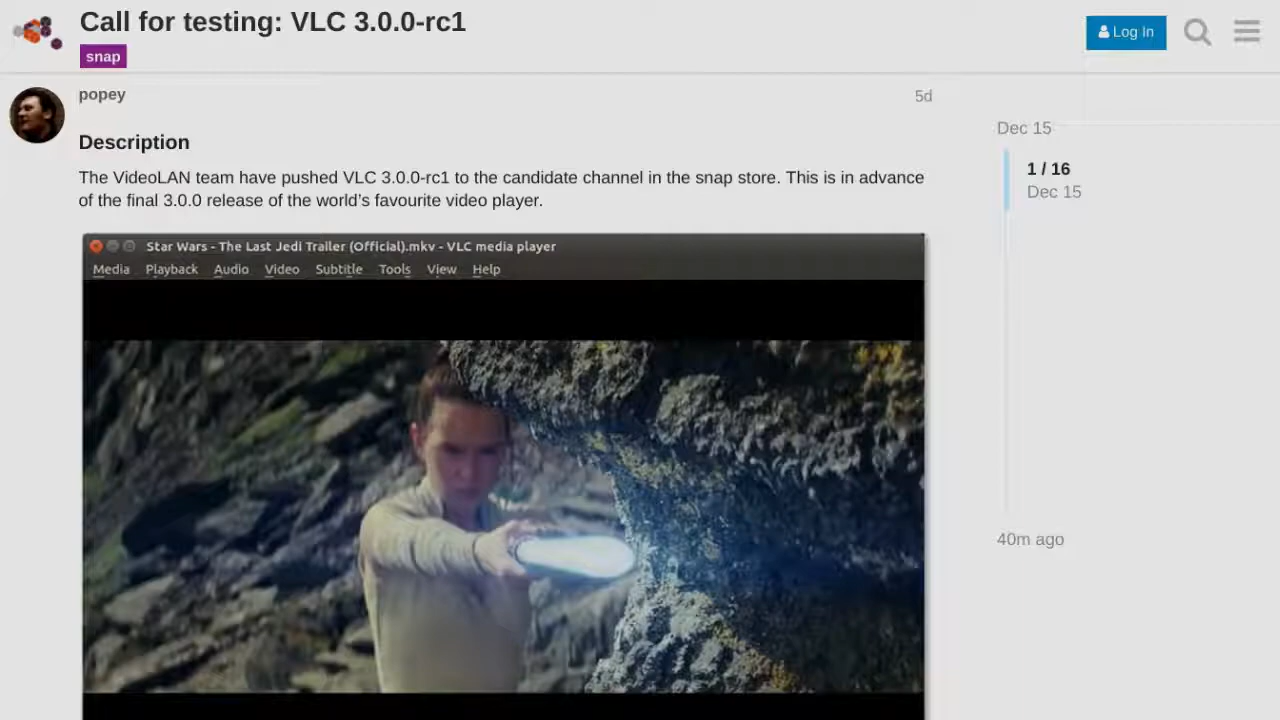 Call for testing: VLC 3.0.0-rc1
snap
Log In
popey
5d
Description
The VideoLAN team have pushed VLC 3.0.0-rc1 to the candidate channel in the snap store. This is in advance
of the final 3.0.0 release of the world’s favourite video player.
Star Wars - The Last Jedi Trailer (Official).mkv - VLC media player
Media Playback Audio Video Subtitle Tools View Help
Dec 15
1 / 16
Dec 15
40m ago